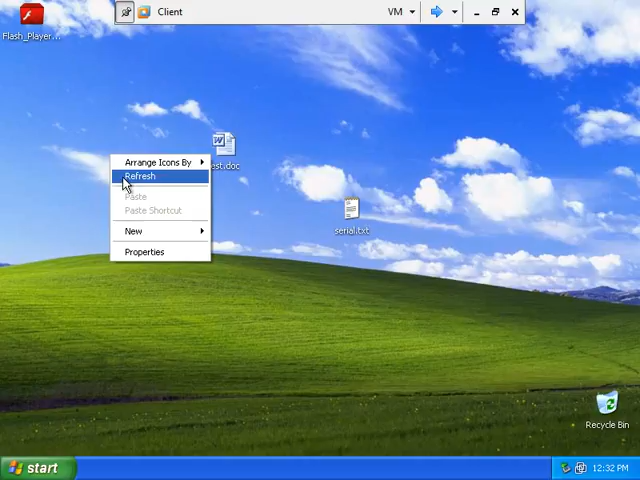 Client
VM
Flash_Player...
est.doc
Arrange Icons By
Refresh
Paste
Paste Shortcut
New
Properties
serial.txt
Recycle Bin
start
12:32 PM